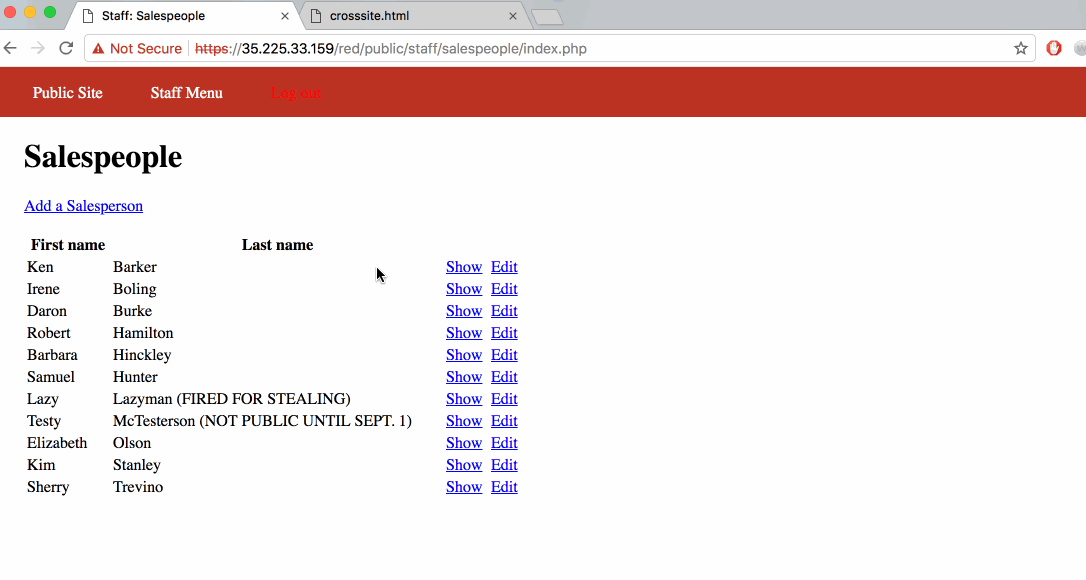 Staff: Salespeople
crosssite.html
Not Secure https://35.225.33.159/red/public/staff/salespeople/index.php
Public Site Staff Menu Log out
Salespeople
Add a Salesperson
First name Last name
Ken Barker Show Edit
Irene Boling Show Edit
Daron Burke Show Edit
Robert Hamilton Show Edit
Barbara Hinckley Show Edit
Samuel Hunter Show Edit
Lazy Lazyman (FIRED FOR STEALING) Show Edit
Testy McTesterson (NOT PUBLIC UNTIL SEPT. 1) Show Edit
Elizabeth Olson Show Edit
Kim Stanley Show Edit
Sherry Trevino Show Edit